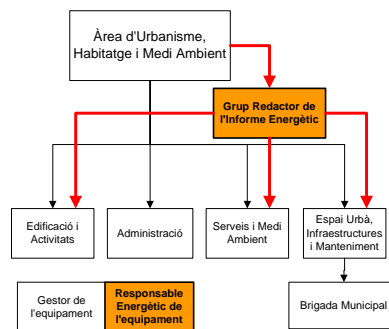 Àrea d'Urbanisme,
Habitatge i Medi Ambient
Grup Redactor de
l'Informe Energètic
Edificació i
Activitats
Administració
Serveis i Medi
Ambient
Espai Urbà,
Infraestructures
i Manteniment
Gestor de
l'equipament
Responsable
Energètic de
l'equipament
Brigada Municipal